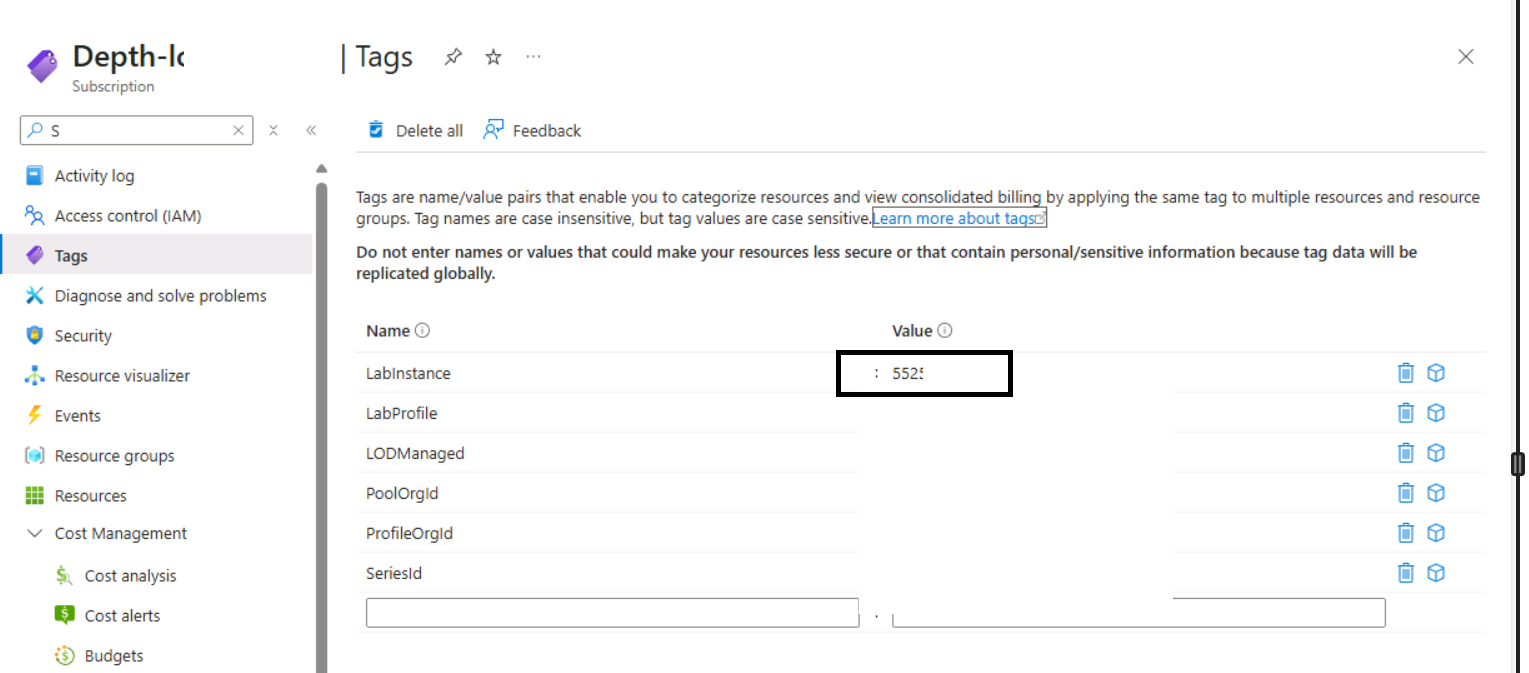 Depth-lo
| Tags
...
Subscription
S
Delete all
Feedback
Activity log
Access control (IAM)
Tags
Diagnose and solve problems
Security
Resource visualizer
Events
Resource groups
Resources
Cost Management
Cost analysis
Cost alerts
Budgets
Tags are name/value pairs that enable you to categorize resources and view consolidated billing by applying the same tag to multiple resources and resource
groups. Tag names are case insensitive, but tag values are case sensitive.Learn more about tags
Do not enter names or values that could make your resources less secure or that contain personal/sensitive information because tag data will be
replicated globally.
Name
Value
LabInstance : 5525
LabProfile
LODManaged
PoolOrgId
ProfileOrgId
SeriesId